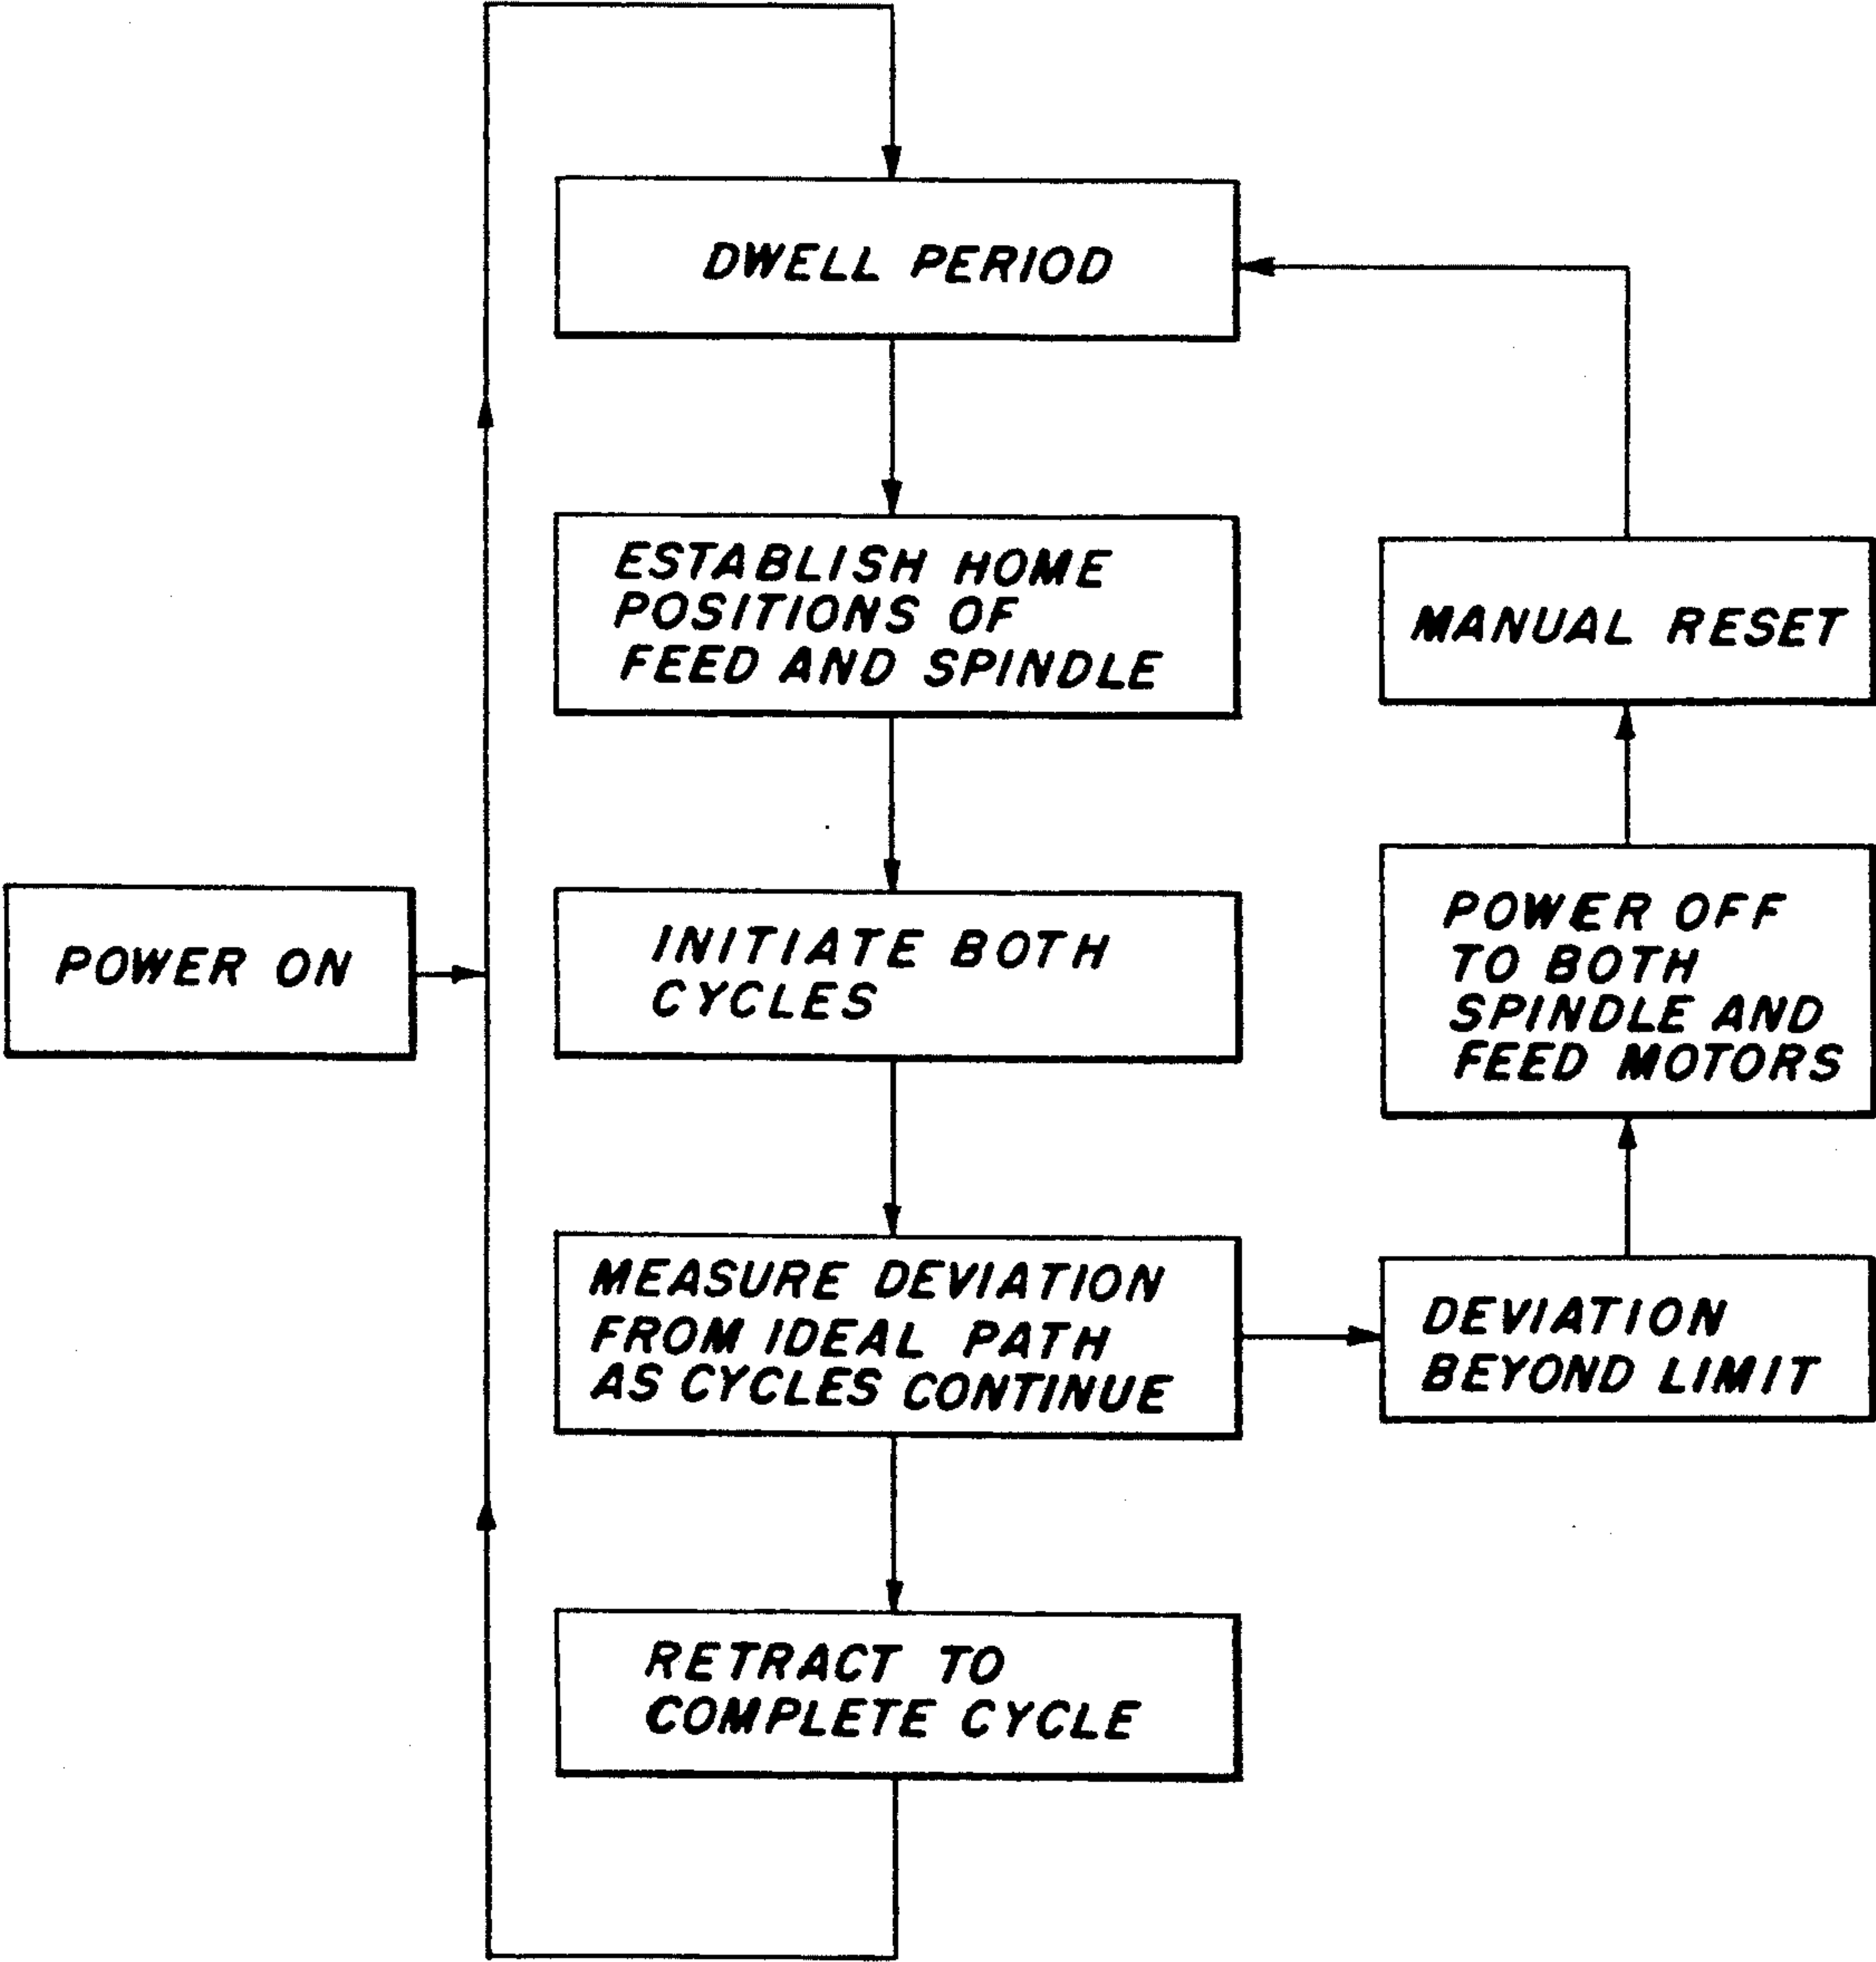 DWELL PERIOD
ESTABLISH HOME
POSITIONS OF
FEED AND SPINDLE
MANUAL RESET
POWER ON
INITIATE BOTH
CYCLES
POWER OFF
TO BOTH
SPINDLE AND
FEED MOTORS
MEASURE DEVIATION
FROM IDEAL PATH
AS CYCLES CONTINUE
DEVIATION
BEYOND LIMIT
RETRACT TO
COMPLETE CYCLE